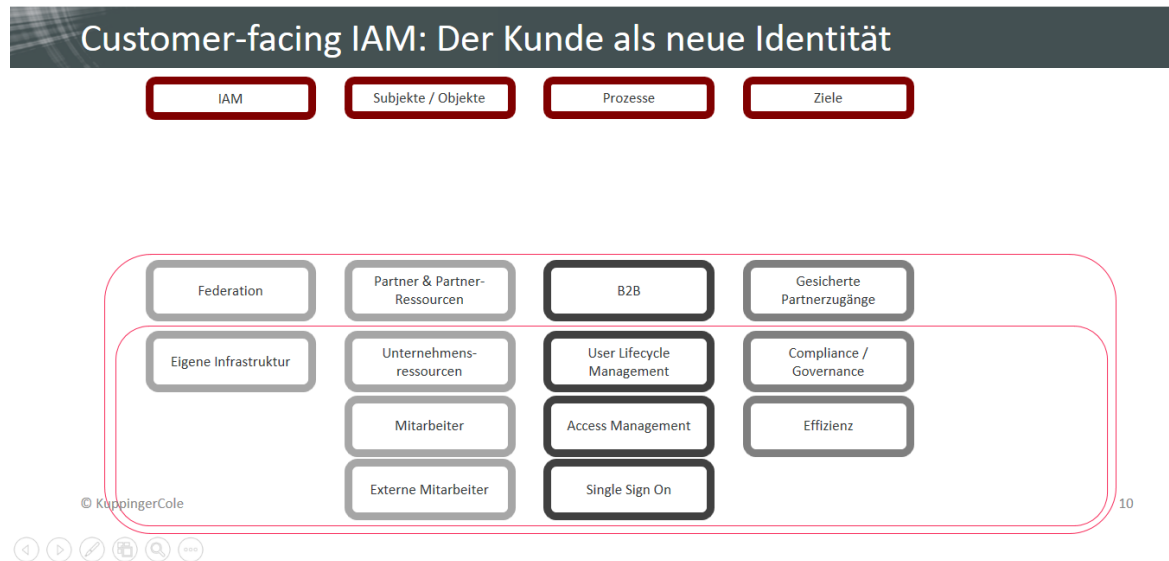 Customer-facing IAM: Der Kunde als neue Identität
IAM
Subjekte / Objekte
Prozesse
Ziele
Federation
Partner & Partner-
Ressourcen
B2B
Gesicherte
Partnerzugänge
Eigene Infrastruktur
Unternehmens-
ressourcen
User Lifecycle
Management
Compliance /
Governance
Mitarbeiter
Access Management
Effizienz
Externe Mitarbeiter
Single Sign On
© KuppingerCole
10